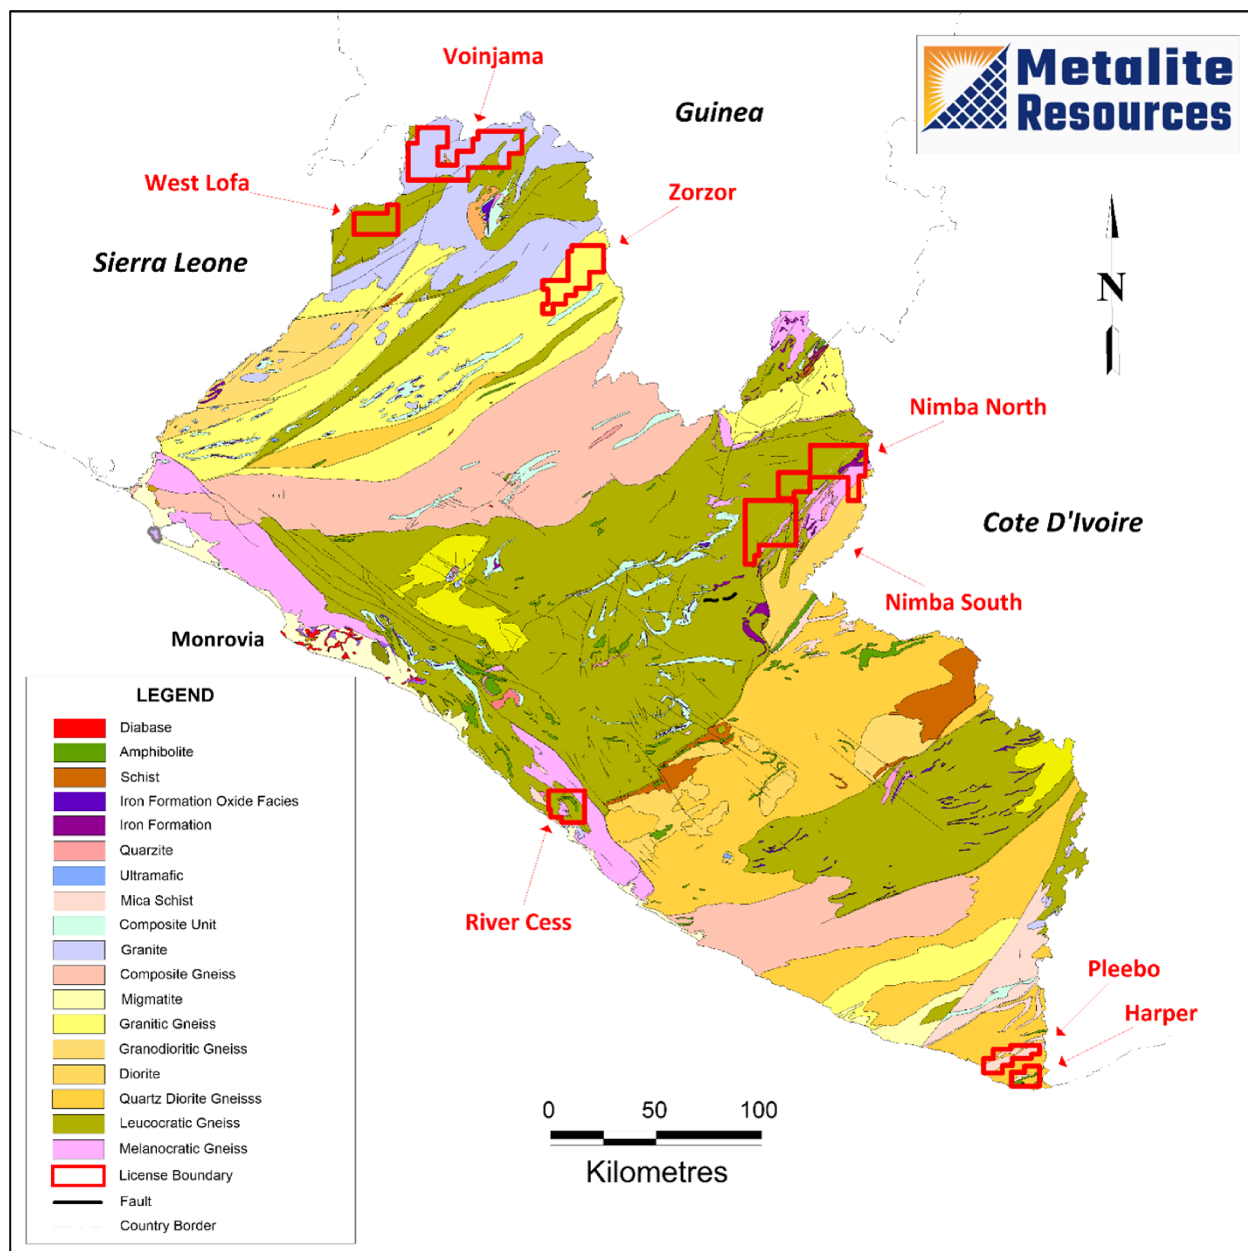 Voinjama
Metalite
Resources
Guinea
West Lofa
Zorzor
Sierra Leone
N
Nimba North
Cote D'Ivoire
Nimba South
Monrovia
LEGEND
Diabase
Amphibolite
Schist
Iron Formation Oxide Facies
Iron Formation
Quarzite
Ultramafic
Mica Schist
Composite Unit
Granite
Composite Gneiss
Migmatite
Granitic Gneiss
Granodioritic Gneiss
Diorite
Quartz Diorite Gneisss
Leucocratic Gneiss
Melanocratic Gneiss
License Boundary
Fault
Country Border
River Cess
Pleebo
Harper
0 50 100
Kilometres